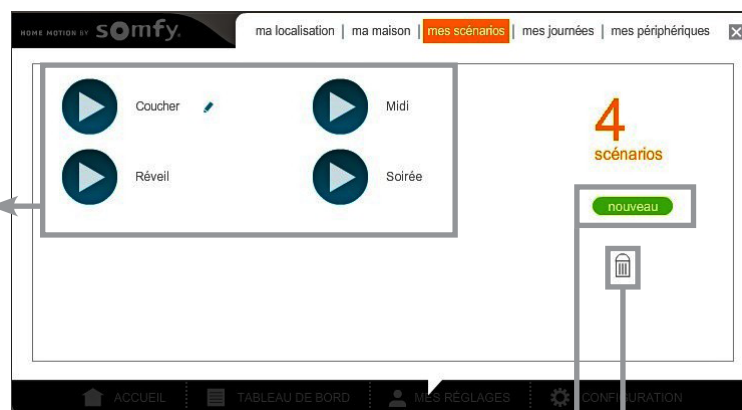 HOME MOTION BY somfy.
ma localisation | ma maison | mes scénarios | mes journées | mes périphériques
Coucher
Midi
Réveil
Soirée
4
scénarios
nouveau
ACCUEIL
TABLEAU DE BORD
MES RÉGLAGES
CONFIGURATION